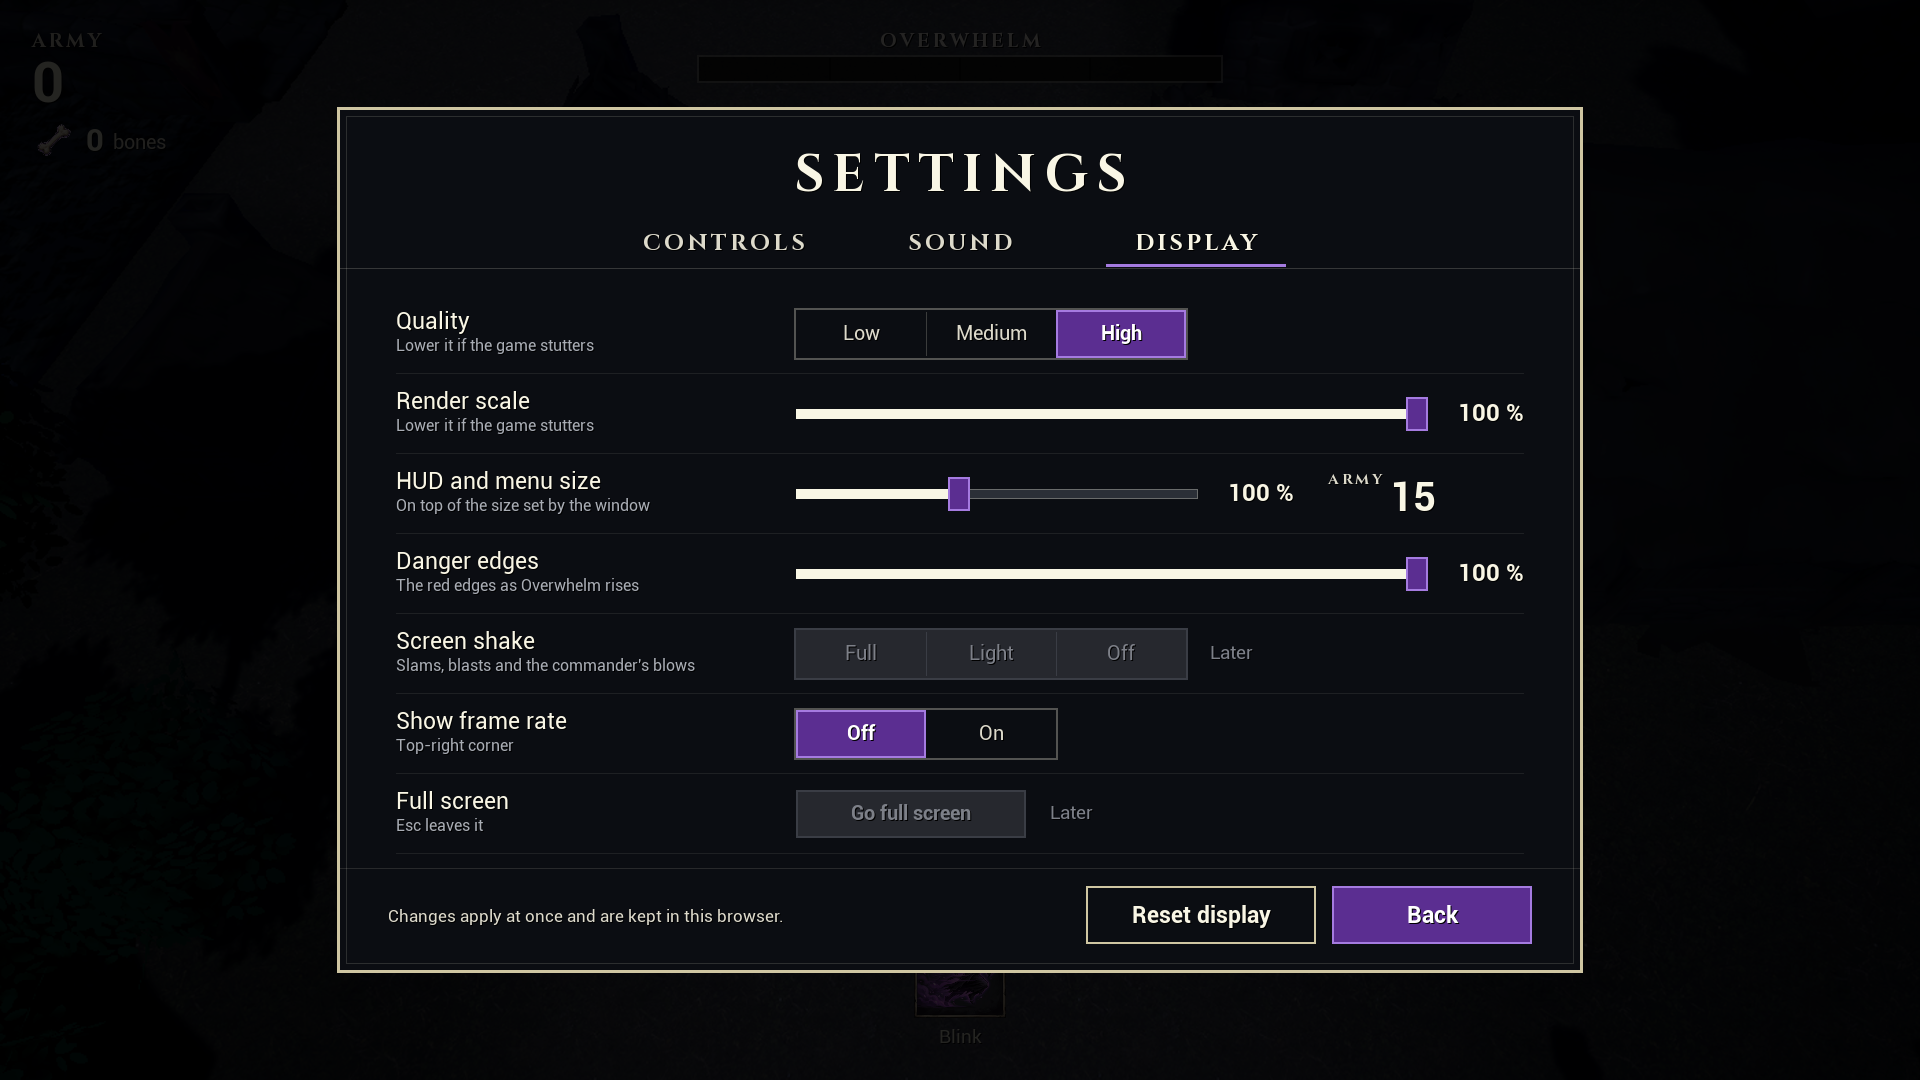 ARMY
0
0 bones
OVERWHELM
SETTINGS
CONTROLS SOUND DISPLAY
Quality
Lower it if the game stutters
Low Medium High
Render scale
Lower it if the game stutters
100 %
HUD and menu size
On top of the size set by the window
100 %
ARMY 15
Danger edges
The red edges as Overwhelm rises
100 %
Screen shake
Slams, blasts and the commander's blows
Full Light Off Later
Show frame rate
Top-right corner
Off On
Full screen
Esc leaves it
Go full screen Later
Changes apply at once and are kept in this browser.
Reset display Back
Blink